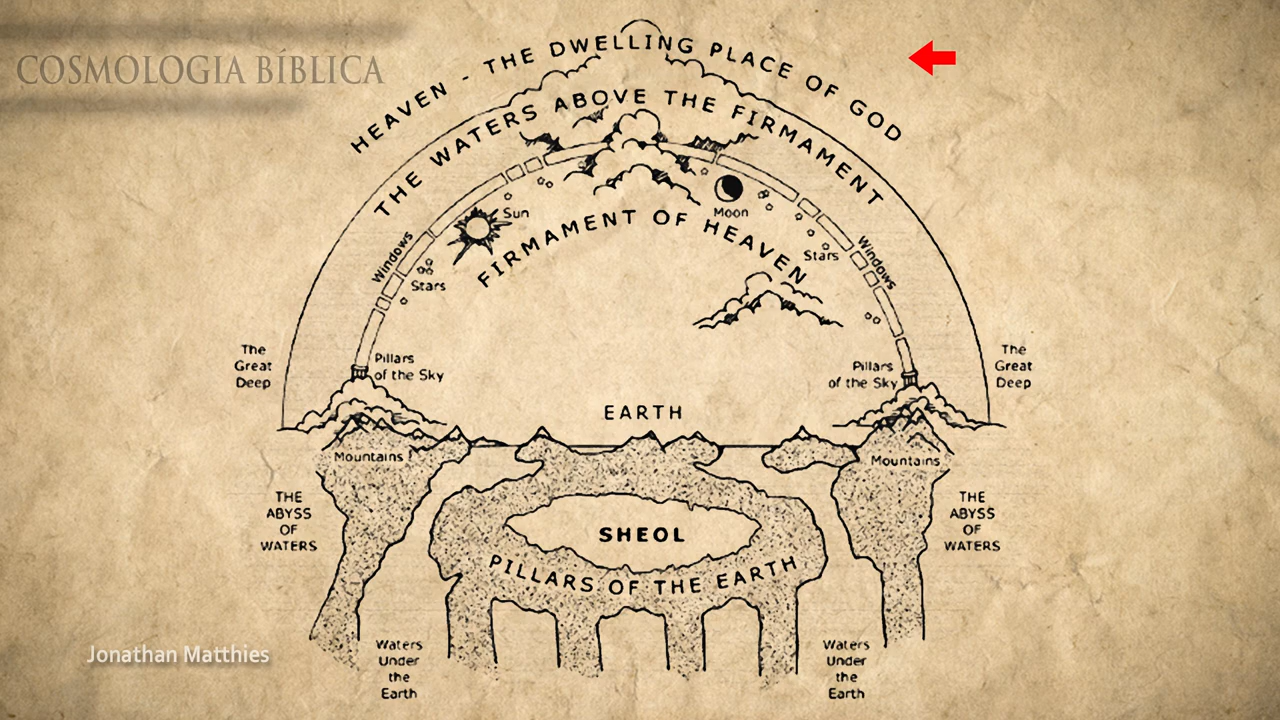 COSMOLOGIA BÍBLICA
HEAVEN - THE DWELLING PLACE OF GOD
THE WATERS ABOVE THE FIRMAMENT
Sun
Moon
FIRMAMENT OF HEAVEN
Windows
Windows
Stars
Stars
The
Great
Deep
Pillars
of the Sky
Pillars
of the Sky
The
Great
Deep
EARTH
Mountains
Mountains
THE
ABYSS
OF
WATERS
THE
ABYSS
OF
WATERS
SHEOL
PILLARS OF THE EARTH
Waters
Under
the
Earth
Waters
Under
the
Earth
Jonathan Matthies